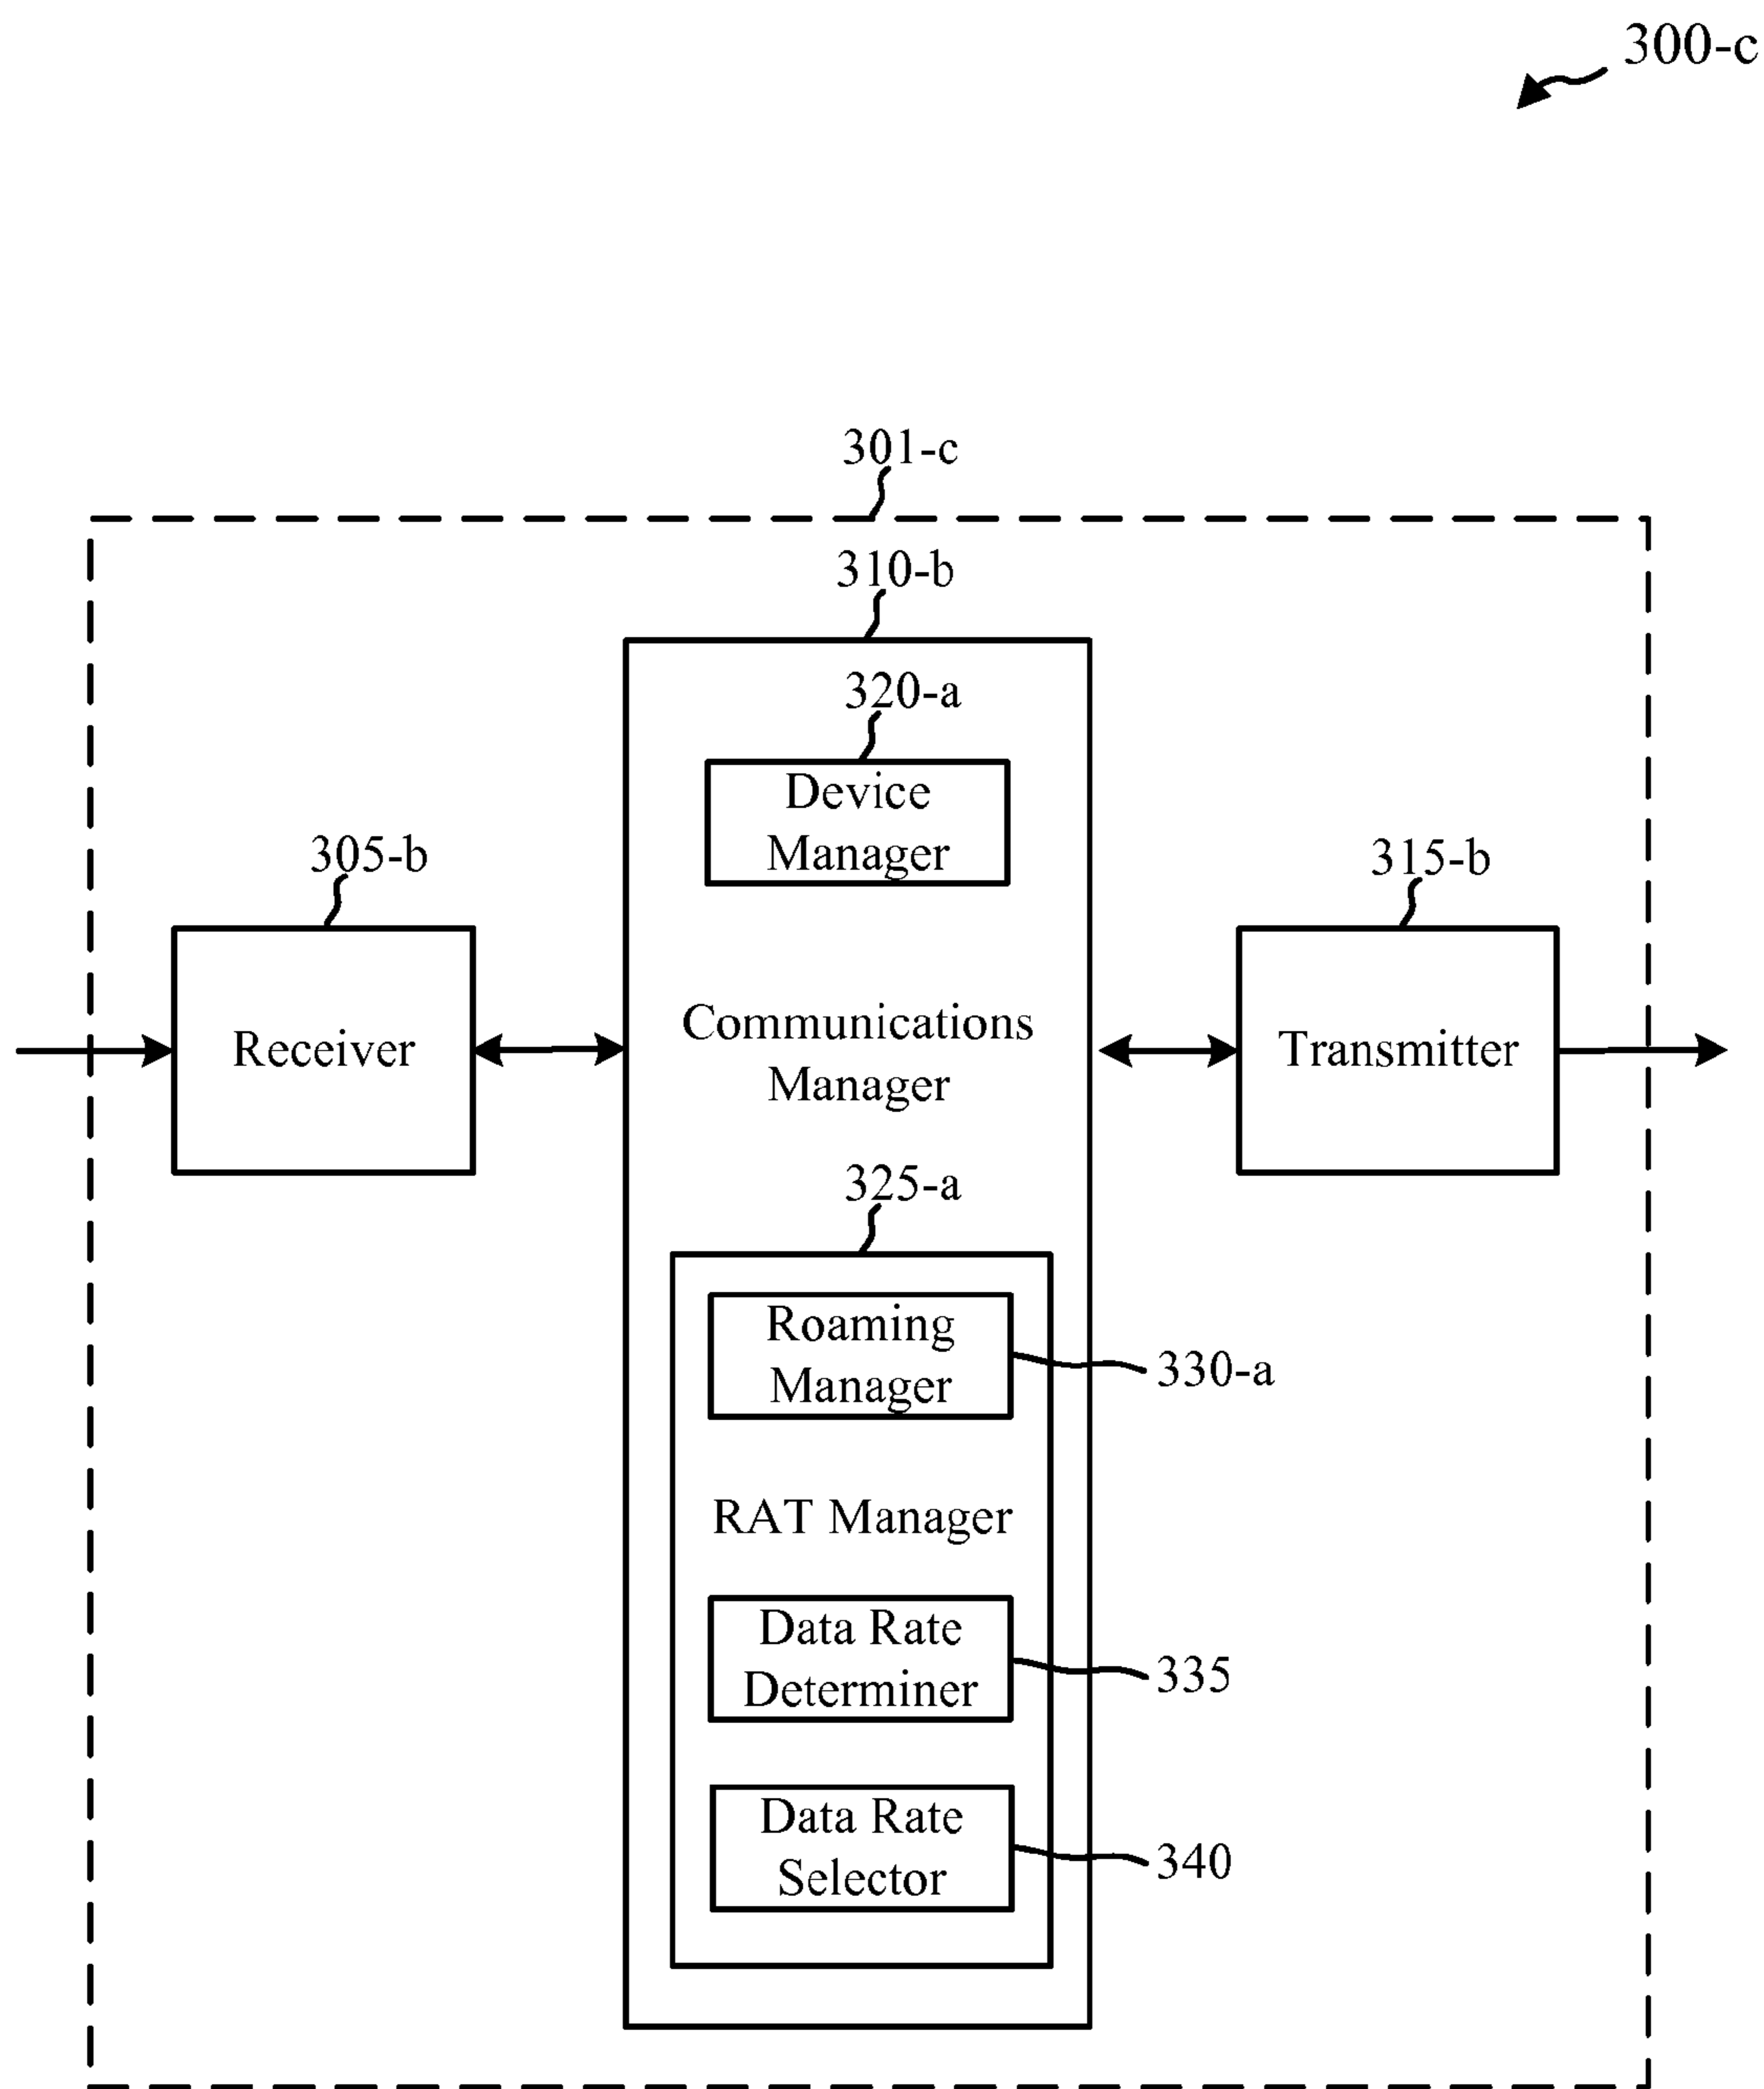 300-c
301-c
310-b
320-a
Device
Manager
305-b
315-b
Communications
Manager
Receiver
Transmitter
325-a
Roaming
Manager
330-a
RAT Manager
Data Rate
Determiner
335
Data Rate
Selector
340